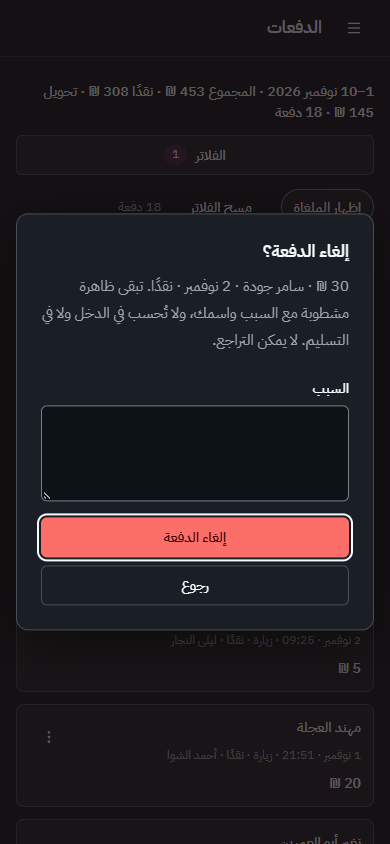 الدفعات
1–10 نوفمبر 2026 · المجموع 453 ₪ · نقدًا 308 ₪ · تحويل
145 ₪ · 18 دفعة
الفلاتر 1
إظهار الملغاة
مسح الفلاتر
18 دفعة
إلغاء الدفعة؟
30 ₪ · سامر جودة · 2 نوفمبر · نقدًا. تبقى ظاهرة
مشطوبة مع السبب واسمك، ولا تُحسب في الدخل ولا في
التسليم. لا يمكن التراجع.
السبب
إلغاء الدفعة
رجوع
2 نوفمبر · 09:25 · زيارة · نقدًا · ليلى النجار
5 ₪
مهند العجلة
1 نوفمبر · 21:51 · زيارة · نقدًا · أحمد الشوا
20 ₪